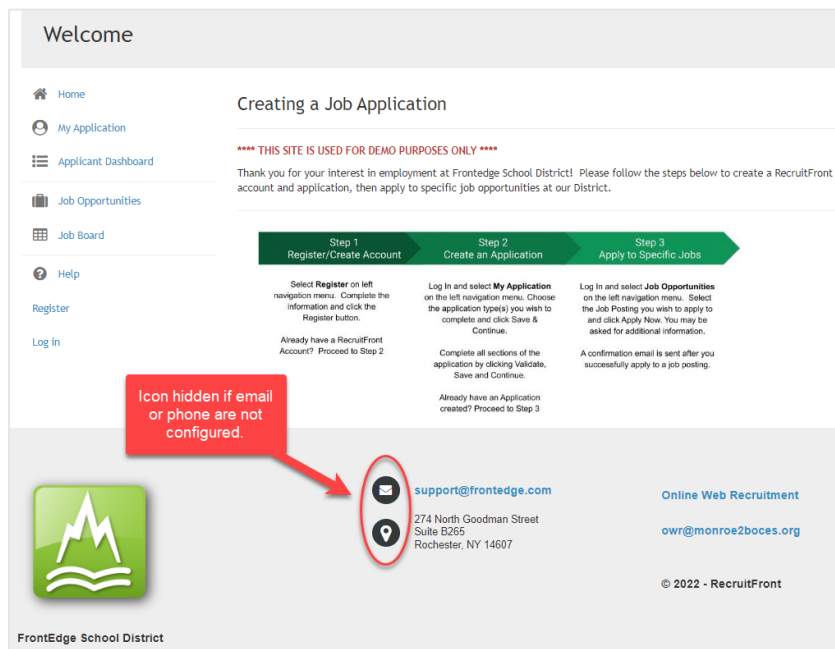 Welcome
Home
My Application
Applicant Dashboard
Job Opportunities
Job Board
Help
Register
Log in
Creating a Job Application
**** THIS SITE IS USED FOR DEMO PURPOSES ONLY ****
Thank you for your interest in employment at Frontedge School District! Please follow the steps below to create a RecruitFront
account and application, then apply to specific job opportunities at our District.
Step 1
Register/Create Account
Select Register on left
navigation menu. Complete the
information and click the
Register button.
Already have a RecruitFront
Account? Proceed to Step 2
Step 2
Create an Application
Log In and select My Application
on the left navigation menu. Choose
the application type(s) you wish to
complete and click Save &
Continue.
Complete all sections of the
application by clicking Validate,
Save and Continue.
Already have an Application
created? Proceed to Step 3
Step 3
Apply to Specific Jobs
Log In and select Job Opportunities
on the left navigation menu. Select
the Job Posting you wish to apply to
and click Apply Now. You may be
asked for additional information.
A confirmation email is sent after you
successfully apply to a job posting.
Icon hidden if email
or phone are not
configured.
FrontEdge School District
support@frontedge.com
274 North Goodman Street
Suite B265
Rochester, NY 14607
Online Web Recruitment
owr@monroe2boces.org
© 2022 - RecruitFront